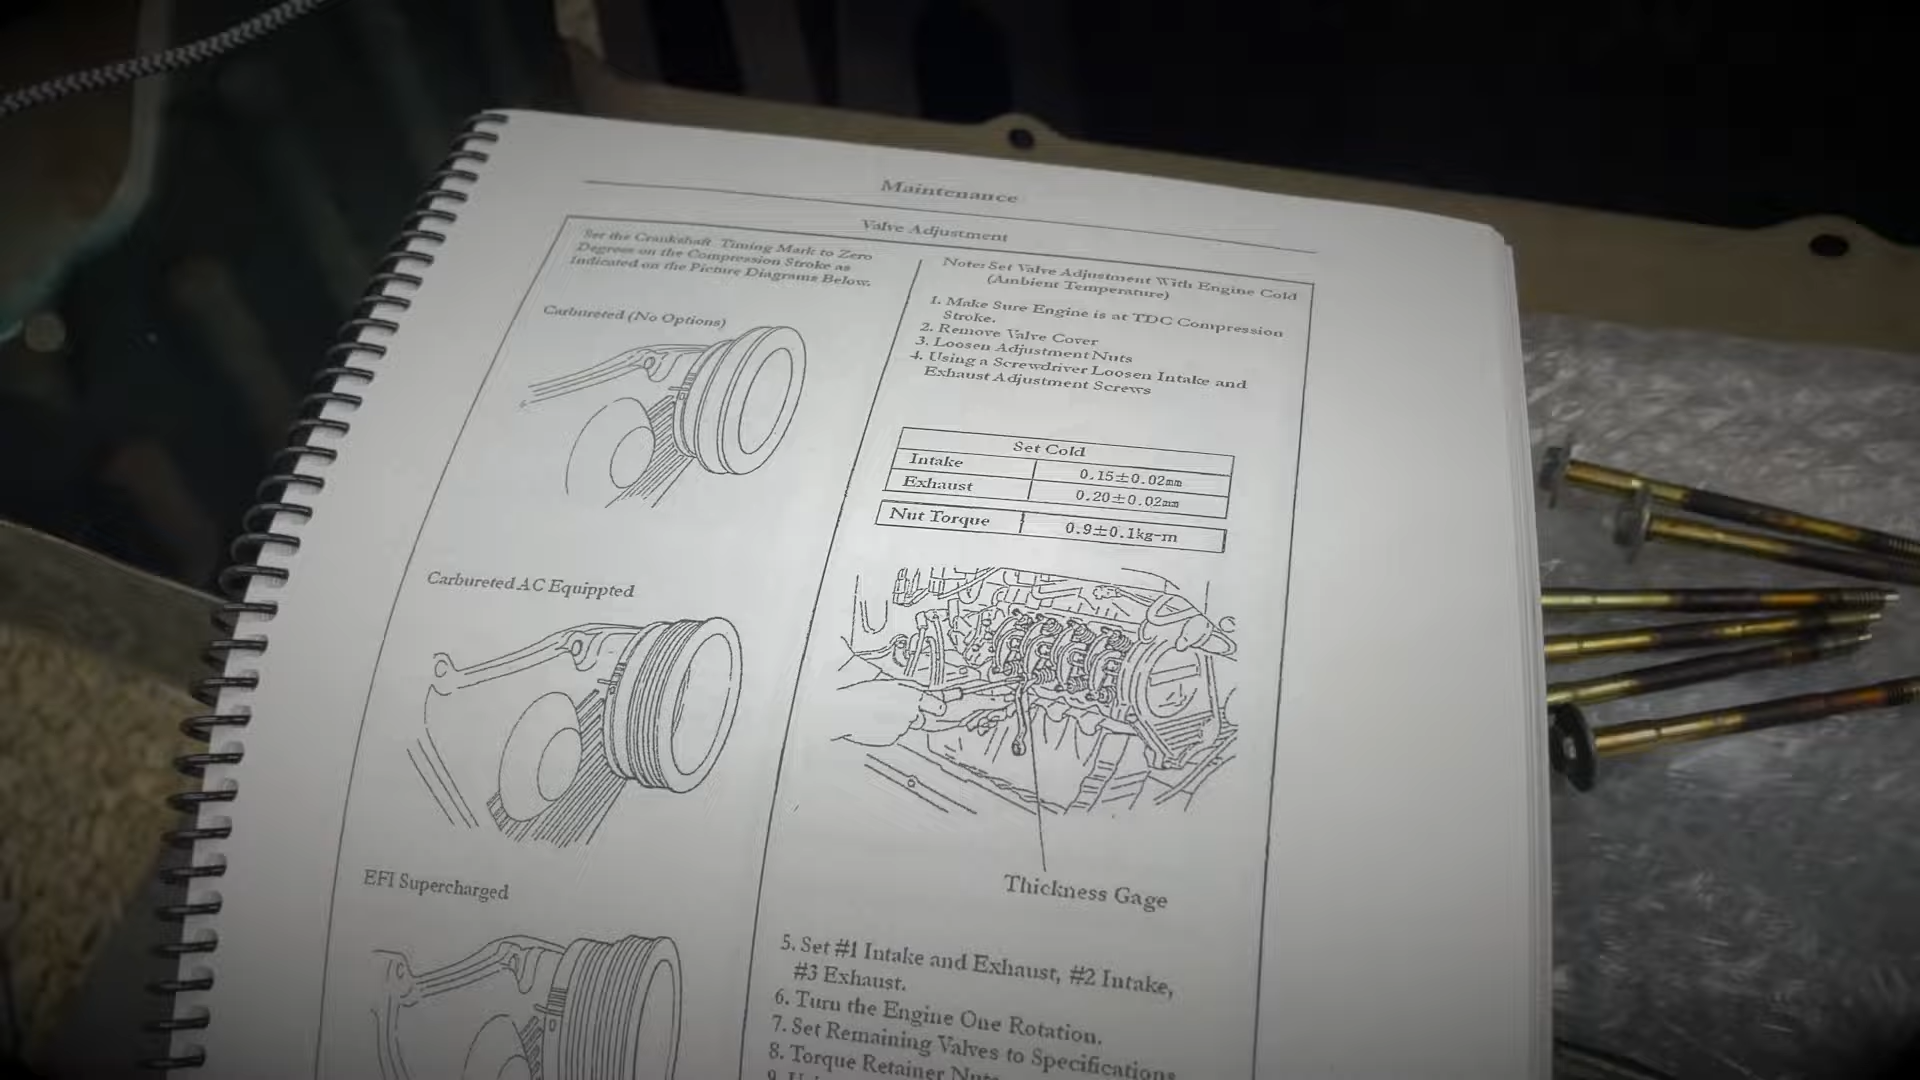 Maintenance
Valve Adjustment
Set the Crankshaft Timing Mark to Zero
Degrees on the Compression Stroke as
Indicated on the Picture Diagrams Below.
Carbureted (No Options)
Carbureted AC Equippted
EFI Supercharged
Note: Set Valve Adjustment With Engine Cold
(Ambient Temperature)
1. Make Sure Engine is at TDC Compression
Stroke.
2. Remove Valve Cover
3. Loosen Adjustment Nuts
4. Using a Screwdriver Loosen Intake and
Exhaust Adjustment Screws
Set Cold
Intake 0.15±0.02mm
Exhaust 0.20±0.02mm
Nut Torque 0.9±0.1kg-m
Thickness Gage
5. Set #1 Intake and Exhaust, #2 Intake,
#3 Exhaust.
6. Turn the Engine One Rotation.
7. Set Remaining Valves to Specifications
8. Torque Retainer Nuts
9.